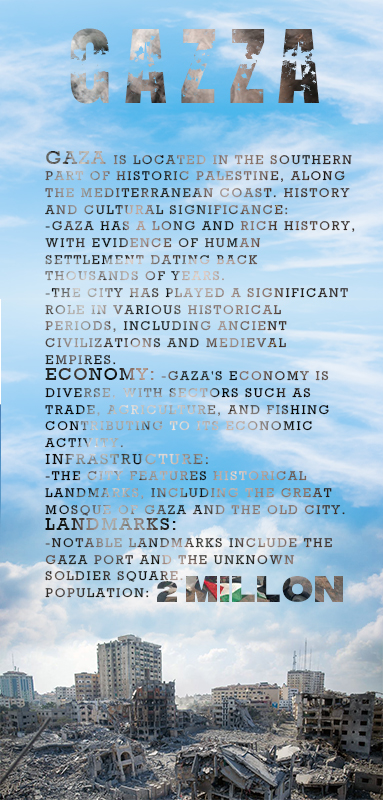 GAZZA
GAZA IS LOCATED IN THE SOUTHERN
PART OF HISTORIC PALESTINE, ALONG
THE MEDITERRANEAN COAST. HISTORY
AND CULTURAL SIGNIFICANCE:
-GAZA HAS A LONG AND RICH HISTORY,
WITH EVIDENCE OF HUMAN
SETTLEMENT DATING BACK
THOUSANDS OF YEARS.
-THE CITY HAS PLAYED A SIGNIFICANT
ROLE IN VARIOUS HISTORICAL
PERIODS, INCLUDING ANCIENT
CIVILIZATIONS AND MEDIEVAL
EMPIRES.
ECONOMY: -GAZA'S ECONOMY IS
DIVERSE, WITH SECTORS SUCH AS
TRADE, AGRICULTURE, AND FISHING
CONTRIBUTING TO ITS ECONOMIC
ACTIVITY.
INFRASTRUCTURE:
-THE CITY FEATURES HISTORICAL
LANDMARKS, INCLUDING THE GREAT
MOSQUE OF GAZA AND THE OLD CITY.
LANDMARKS:
-NOTABLE LANDMARKS INCLUDE THE
GAZA PORT AND THE UNKNOWN
SOLDIER SQUARE.
POPULATION: 2 MILLON